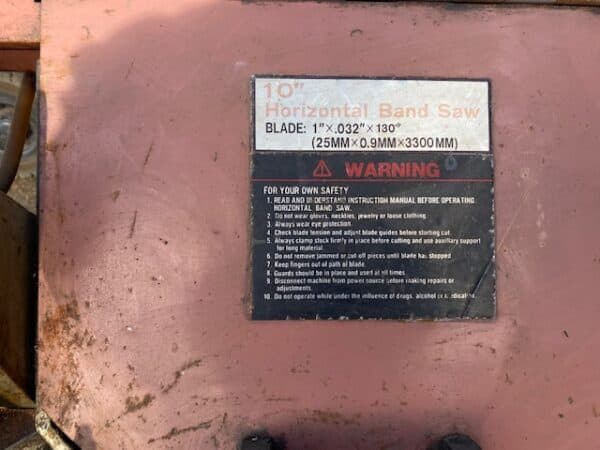 10"
Horizontal Band Saw
BLADE: 1"×.032"×130"
(25MM×0.9MM×3300MM)
⚠ WARNING
FOR YOUR OWN SAFETY
1. READ AND UNDERSTAND INSTRUCTION MANUAL BEFORE OPERATING
HORIZONTAL BAND SAW.
2. Do not wear gloves, neckties, jewelry or loose clothing
3. Always wear eye protection
4. Check blade tension and adjust blade guides before starting cut
5. Always clamp stock firmly in place before cutting and use auxiliary support
for long material
6. Do not remove jammed or cut off pieces until blade has stopped
7. Keep fingers out of path of blade
8. Guards should be in place and used at all times
9. Disconnect machine from power source before making repairs or
adjustments.
10. Do not operate while under the influence of drugs, alcohol or medication